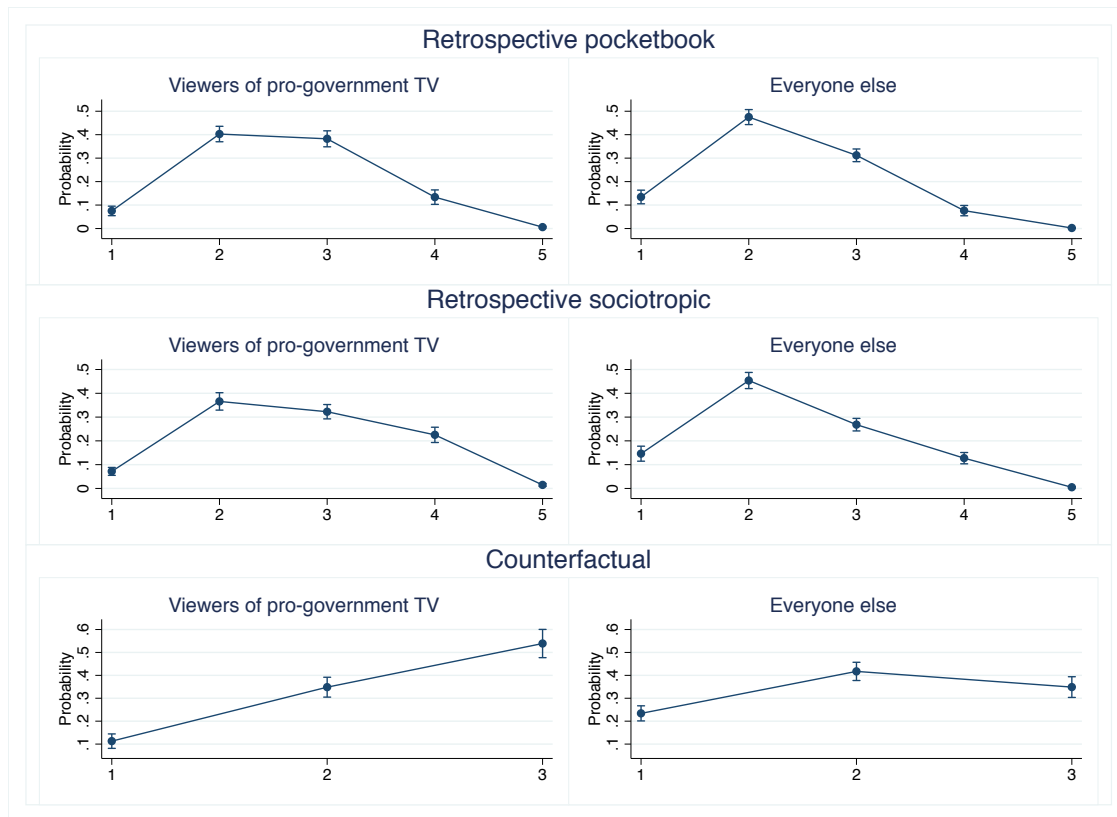 Retrospective pocketbook
Viewers of pro-government TV
Probability
0 .1 .2 .3 .4 .5
1 2 3 4 5
Everyone else
Probability
0 .1 .2 .3 .4 .5
1 2 3 4 5
Retrospective sociotropic
Viewers of pro-government TV
Probability
0 .1 .2 .3 .4 .5
1 2 3 4 5
Everyone else
Probability
0 .1 .2 .3 .4 .5
1 2 3 4 5
Counterfactual
Viewers of pro-government TV
Probability
.1 .2 .3 .4 .5 .6
1 2 3
Everyone else
Probability
.1 .2 .3 .4 .5 .6
1 2 3